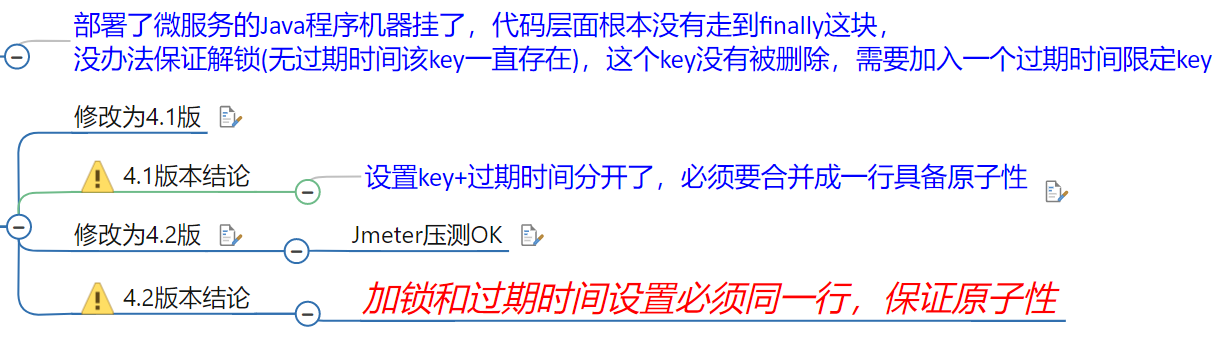 部署了微服务的Java程序机器挂了，代码层面根本没有走到finally这块，
没办法保证解锁(无过期时间该key一直存在)，这个key没有被删除，需要加入一个过期时间限定key
修改为4.1版
4.1版本结论
设置key+过期时间分开了，必须要合并成一行具备原子性
修改为4.2版
Jmeter压测OK
4.2版本结论
加锁和过期时间设置必须同一行，保证原子性